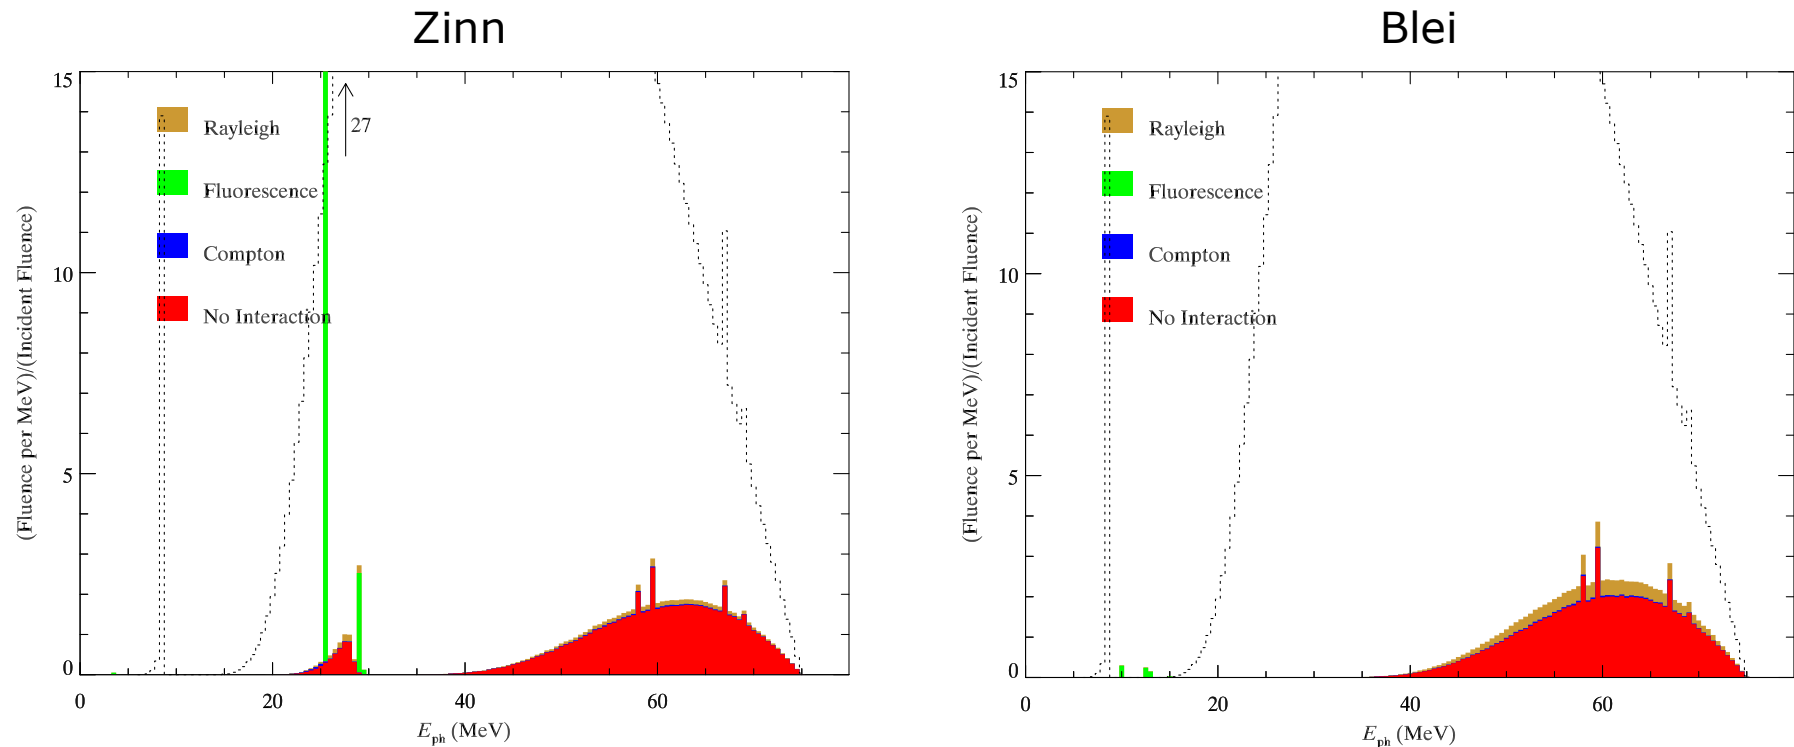 Zinn
(Fluence per MeV)/(Incident Fluence)
15
10
5
0
Rayleigh
Fluorescence
Compton
No Interaction
27
0 20 40 60
Eph (MeV)
Blei
(Fluence per MeV)/(Incident Fluence)
15
10
5
0
Rayleigh
Fluorescence
Compton
No Interaction
0 20 40 60
Eph (MeV)